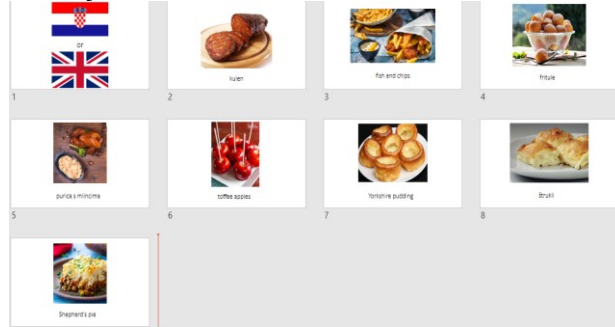 or
kulen
fish and chips
fritule
1
2
3
4
purica s mlincima
toffee apples
Yorkshire pudding
štrukli
5
6
7
8
Shepherd's pie